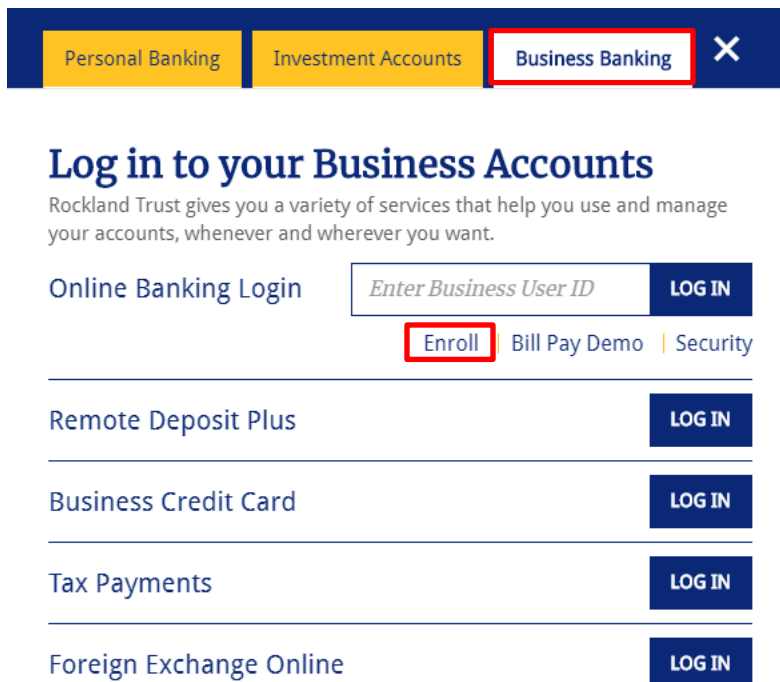 Personal Banking Investment Accounts Business Banking ✕
Log in to your Business Accounts
Rockland Trust gives you a variety of services that help you use and manage
your accounts, whenever and wherever you want.
Online Banking Login Enter Business User ID LOG IN
Enroll | Bill Pay Demo | Security
Remote Deposit Plus LOG IN
Business Credit Card LOG IN
Tax Payments LOG IN
Foreign Exchange Online LOG IN